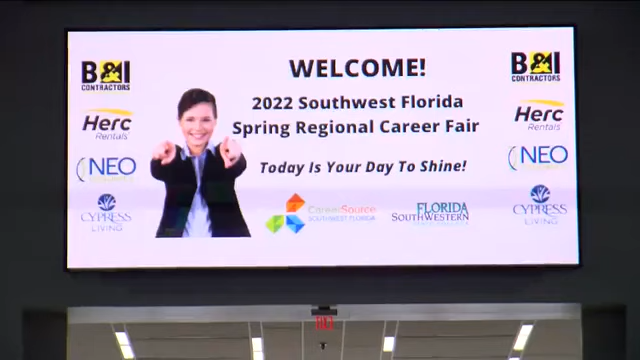 WELCOME!
2022 Southwest Florida
Spring Regional Career Fair
Today Is Your Day To Shine!
B&I
CONTRACTORS
Herc
Rentals
NEO
CYPRESS
LIVING
CareerSource
SOUTHWEST FLORIDA
FLORIDA
SOUTHWESTERN
B&I
CONTRACTORS
Herc
Rentals
NEO
CYPRESS
LIVING